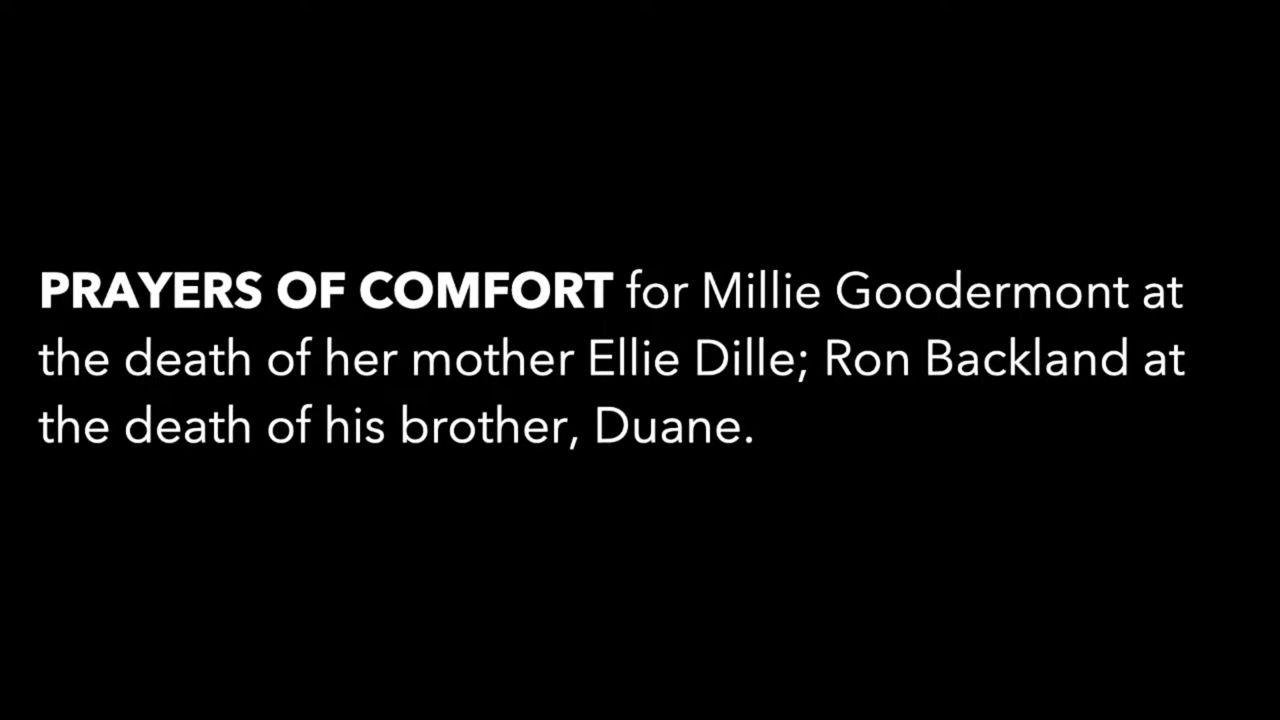 PRAYERS OF COMFORT for Millie Goodermont at
the death of her mother Ellie Dille; Ron Backland at
the death of his brother, Duane.